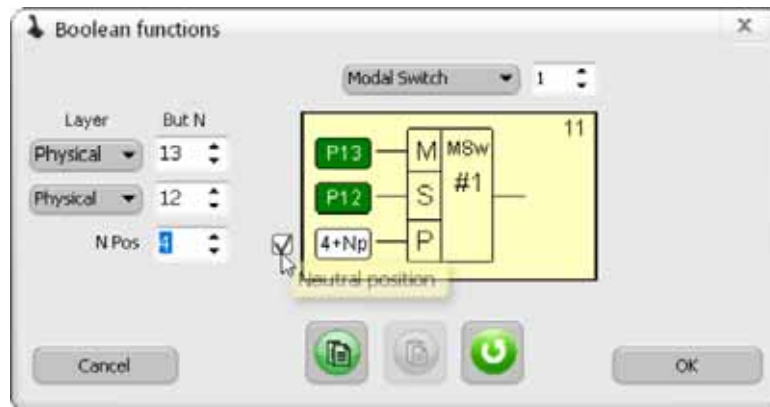 Boolean functions
Modal Switch 1
Layer But N
Physical 13
Physical 12
N Pos 4
11
P13 M MSw
P12 S #1
4+Np P
Neutral position
Cancel OK